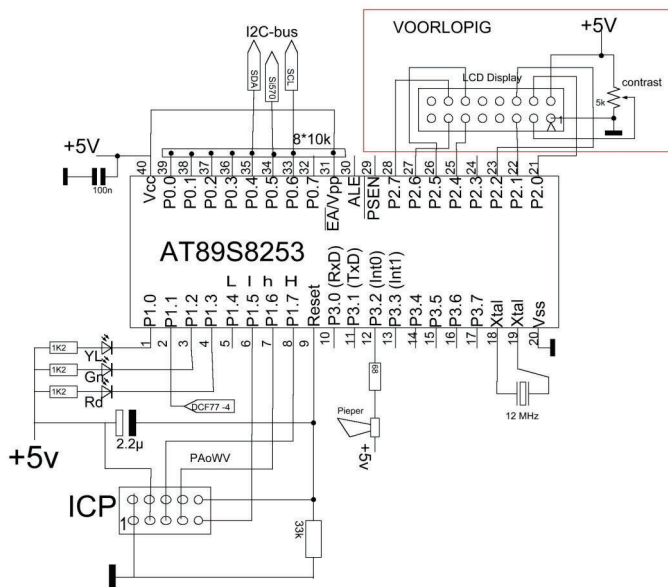 I2C-bus
VOORLOPIG
+5V
LCD Display
contrast
5k
1
SDA
Si570
SCL
8*10k
+5V
100n
40 39 38 37 36 35 34 33 32 31 30 29 28 27 26 25 24 23 22 21
Vcc P0.0 P0.1 P0.2 P0.3 P0.4 P0.5 P0.6 P0.7 EA/Vpp ALE PSEN P2.7 P2.6 P2.5 P2.4 P2.3 P2.2 P2.1 P2.0
AT89S8253
L l h H
P1.0 P1.1 P1.2 P1.3 P1.4 P1.5 P1.6 P1.7 Reset P3.0 (RxD) P3.1 (TxD) P3.2 (Int0) P3.3 (Int1) P3.4 P3.5 P3.6 P3.7 Xtal Xtal Vss
1 2 3 4 5 6 7 8 9 10 11 12 13 14 15 16 17 18 19 20
1K2 YL
1K2 Gn
1K2 Rd
68
DCF77 -4
12 MHz
Pieper
2.2µ
+5v
+5v
PAoWV
ICP
1
33k